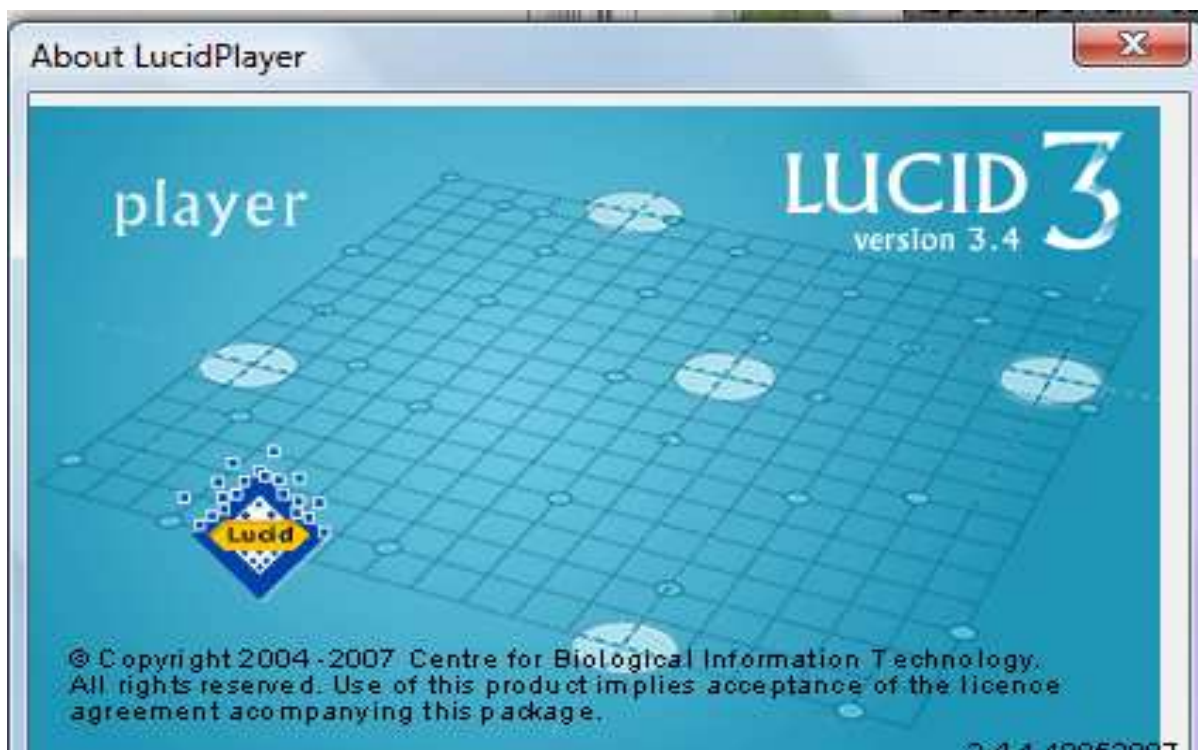 About LucidPlayer
player
LUCID 3
version 3.4
Lucid
© Copyright 2004-2007 Centre for Biological Information Technology.
All rights reserved. Use of this product implies acceptance of the licence
agreement acompanying this package.